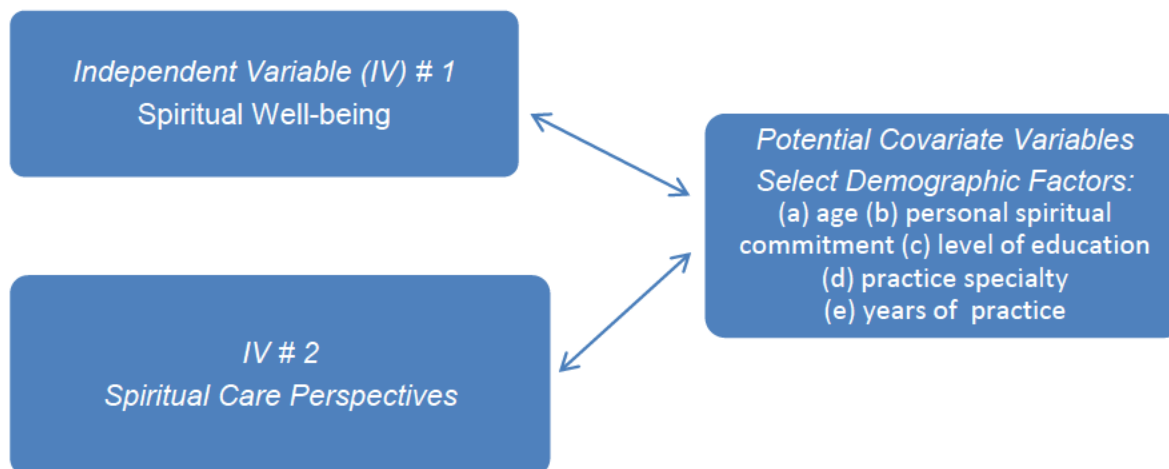 Independent Variable (IV) # 1
Spiritual Well-being
Potential Covariate Variables
Select Demographic Factors:
(a) age (b) personal spiritual
commitment (c) level of education
(d) practice specialty
(e) years of practice
IV # 2
Spiritual Care Perspectives